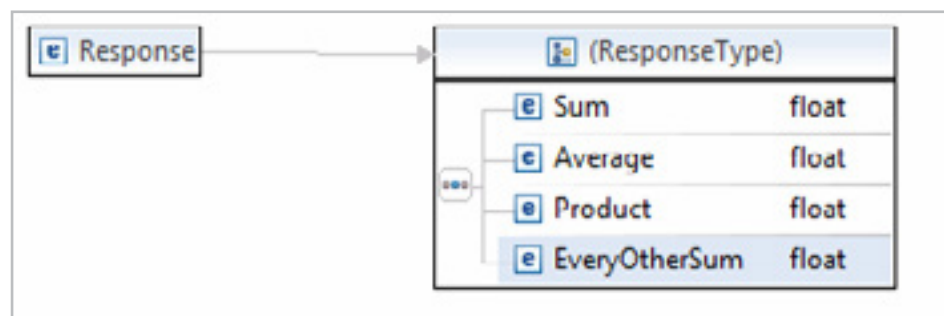 Response
(ResponseType)
Sum float
Average float
Product float
EveryOtherSum float